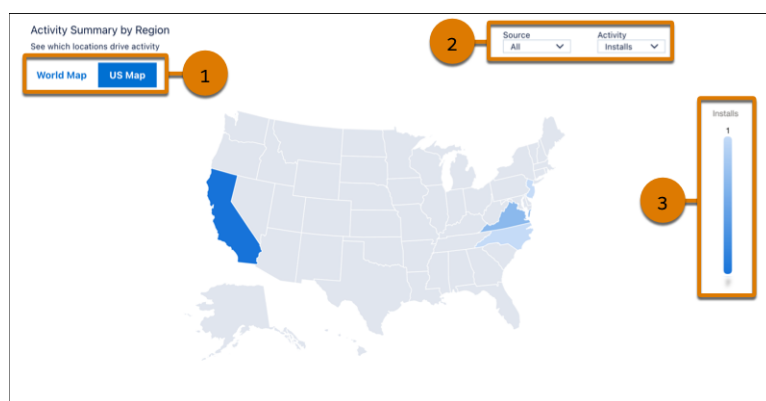 Activity Summary by Region
See which locations drive activity
World Map US Map
1
2
Source Activity
All Installs
Installs
1
3